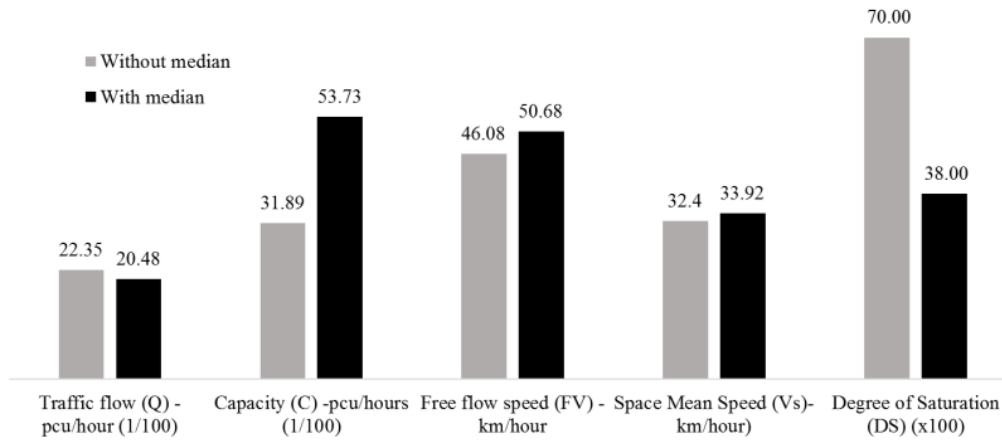 70.00
Without median
With median
53.73
46.08
50.68
38.00
31.89
32.4
33.92
22.35
20.48
Traffic flow (Q) -
pcu/hour (1/100)
Capacity (C) -pcu/hours
(1/100)
Free flow speed (FV) -
km/hour
Space Mean Speed (Vs)-
km/hour)
Degree of Saturation
(DS) (x100)